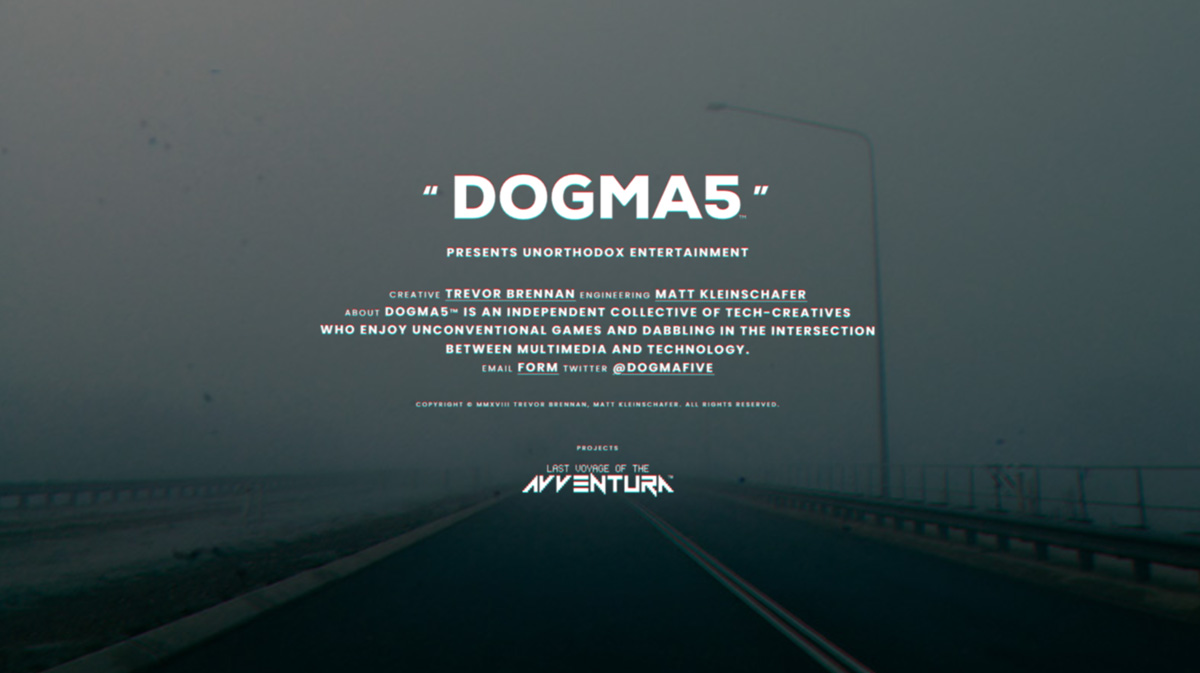 “ DOGMA5™ ”
PRESENTS UNORTHODOX ENTERTAINMENT
CREATIVE TREVOR BRENNAN ENGINEERING MATT KLEINSCHAFER
ABOUT DOGMA5™ IS AN INDEPENDENT COLLECTIVE OF TECH-CREATIVES
WHO ENJOY UNCONVENTIONAL GAMES AND DABBLING IN THE INTERSECTION
BETWEEN MULTIMEDIA AND TECHNOLOGY.
EMAIL FORM TWITTER @DOGMAFIVE
COPYRIGHT © MMXVIII TREVOR BRENNAN, MATT KLEINSCHAFER. ALL RIGHTS RESERVED.
PROJECTS
LAST VOYAGE OF THE
AVVENTURA™